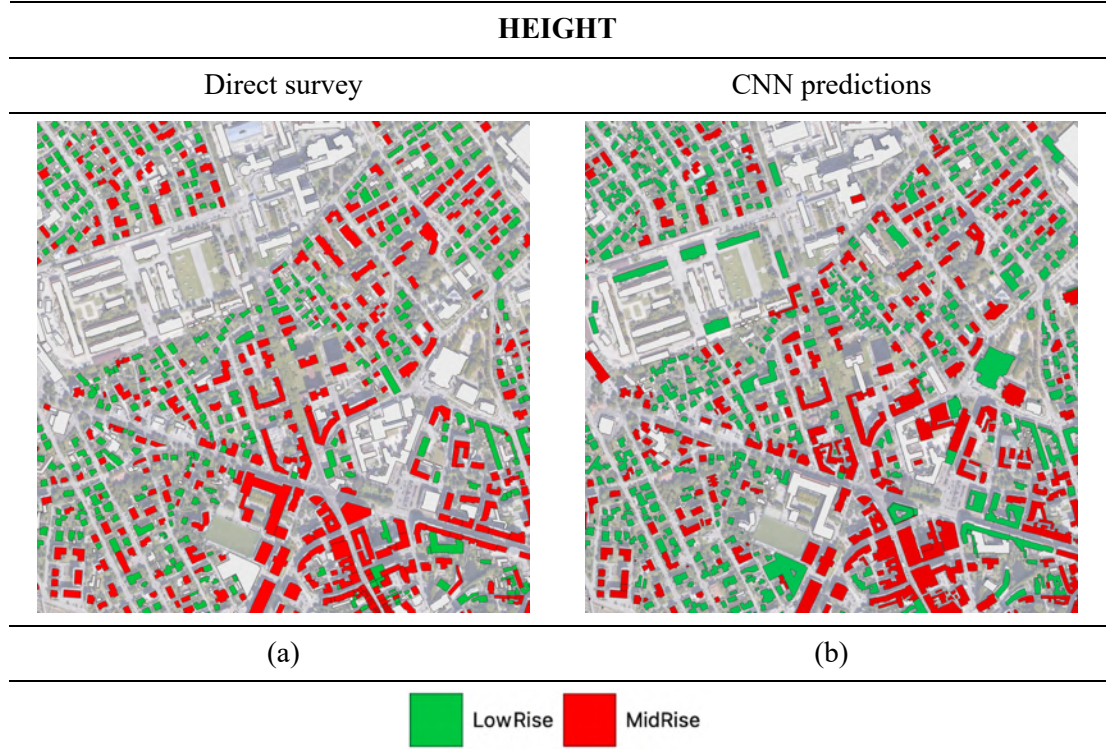 HEIGHT
Direct survey
CNN predictions
(a)
(b)
LowRise
MidRise